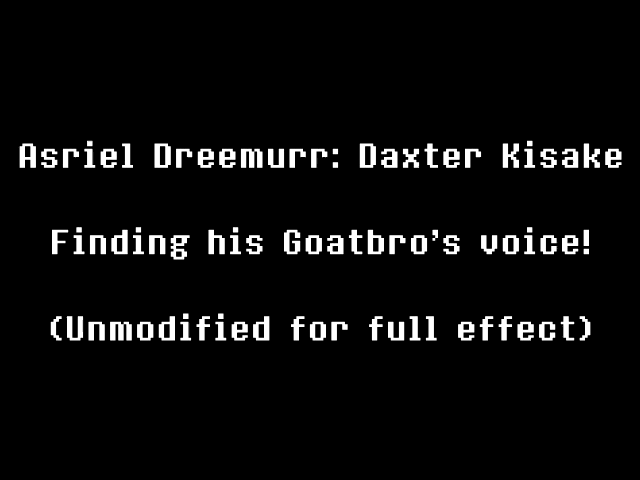 Asriel Dreemurr: Daxter Kisake
Finding his Goatbro's voice!
(Unmodified for full effect)